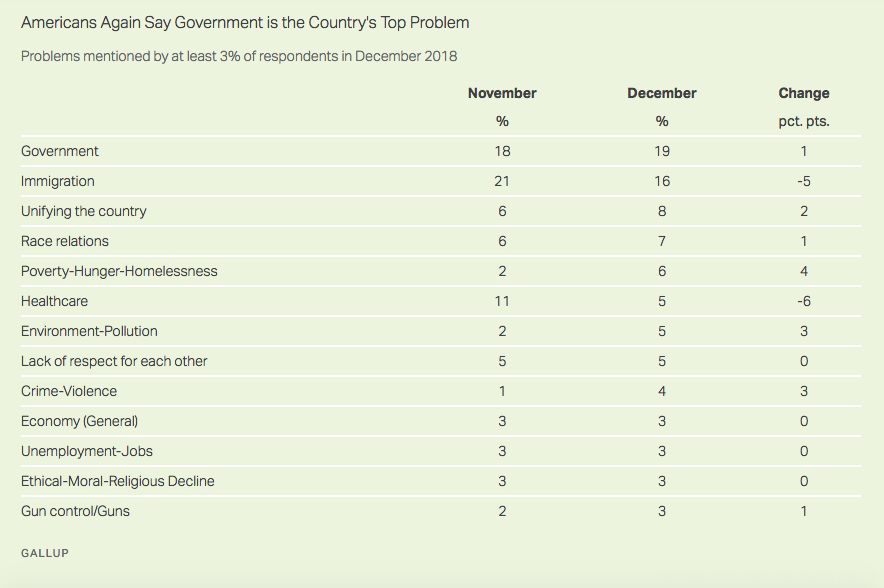 Americans Again Say Government is the Country's Top Problem
Problems mentioned by at least 3% of respondents in December 2018
November December Change
% % pct. pts.
Government 18 19 1
Immigration 21 16 -5
Unifying the country 6 8 2
Race relations 6 7 1
Poverty-Hunger-Homelessness 2 6 4
Healthcare 11 5 -6
Environment-Pollution 2 5 3
Lack of respect for each other 5 5 0
Crime-Violence 1 4 3
Economy (General) 3 3 0
Unemployment-Jobs 3 3 0
Ethical-Moral-Religious Decline 3 3 0
Gun control/Guns 2 3 1
GALLUP